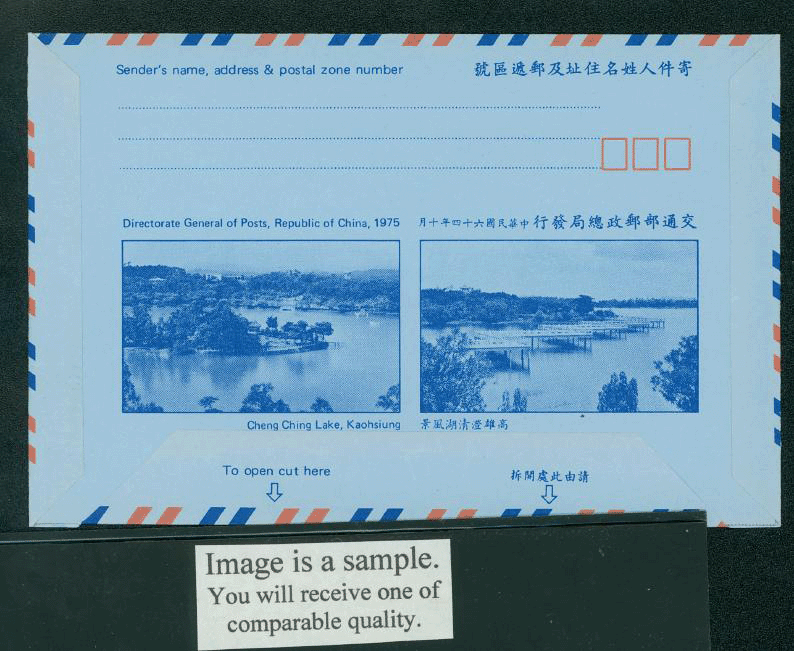 Sender's name, address & postal zone number
寄件人姓名住址及郵遞區號
Directorate General of Posts, Republic of China, 1975
交通部郵政總局發行 中華民國六十四年十月
Cheng Ching Lake, Kaohsiung
高雄澄清湖風景
To open cut here
請由此處開拆
Image is a sample.
You will receive one of
comparable quality.